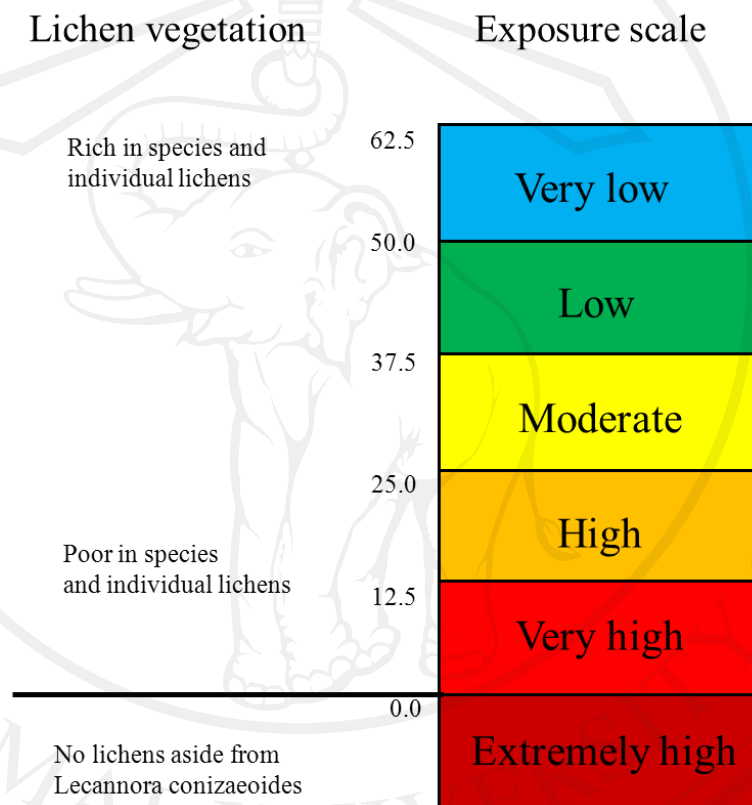 Lichen vegetation
Exposure scale
Rich in species and
individual lichens
62.5
Very low
50.0
Low
37.5
Moderate
25.0
High
Poor in species
and individual lichens
12.5
Very high
0.0
No lichens aside from
Lecannora conizaeoides
Extremely high